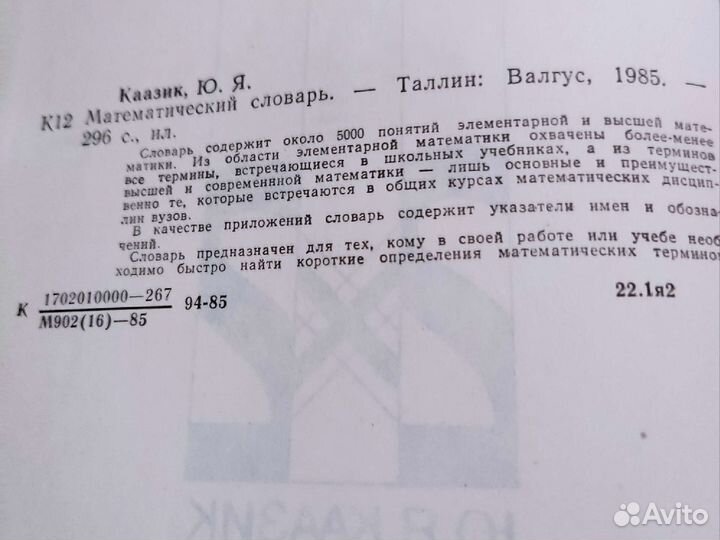 Каазик, Ю. Я.
К12 Математический словарь. — Таллин: Валгус, 1985. —
296 с., ил.
Словарь содержит около 5000 понятий элементарной и высшей мате-
матики. Из области элементарной математики охвачены более-менее
все термины, встречающиеся в школьных учебниках, а из терминов
высшей и современной математики — лишь основные и преимущест-
венно те, которые встречаются в общих курсах математических дисцип-
лин вузов.
В качестве приложений словарь содержит указатели имен и обозна-
чений.
Словарь предназначен для тех, кому в своей работе или учебе необ
ходимо быстро найти короткие определения математических терминов
К 1702010000—267 94-85
М902(16)—85
22.1я2
Ю.Я.КААЗИК
Avito